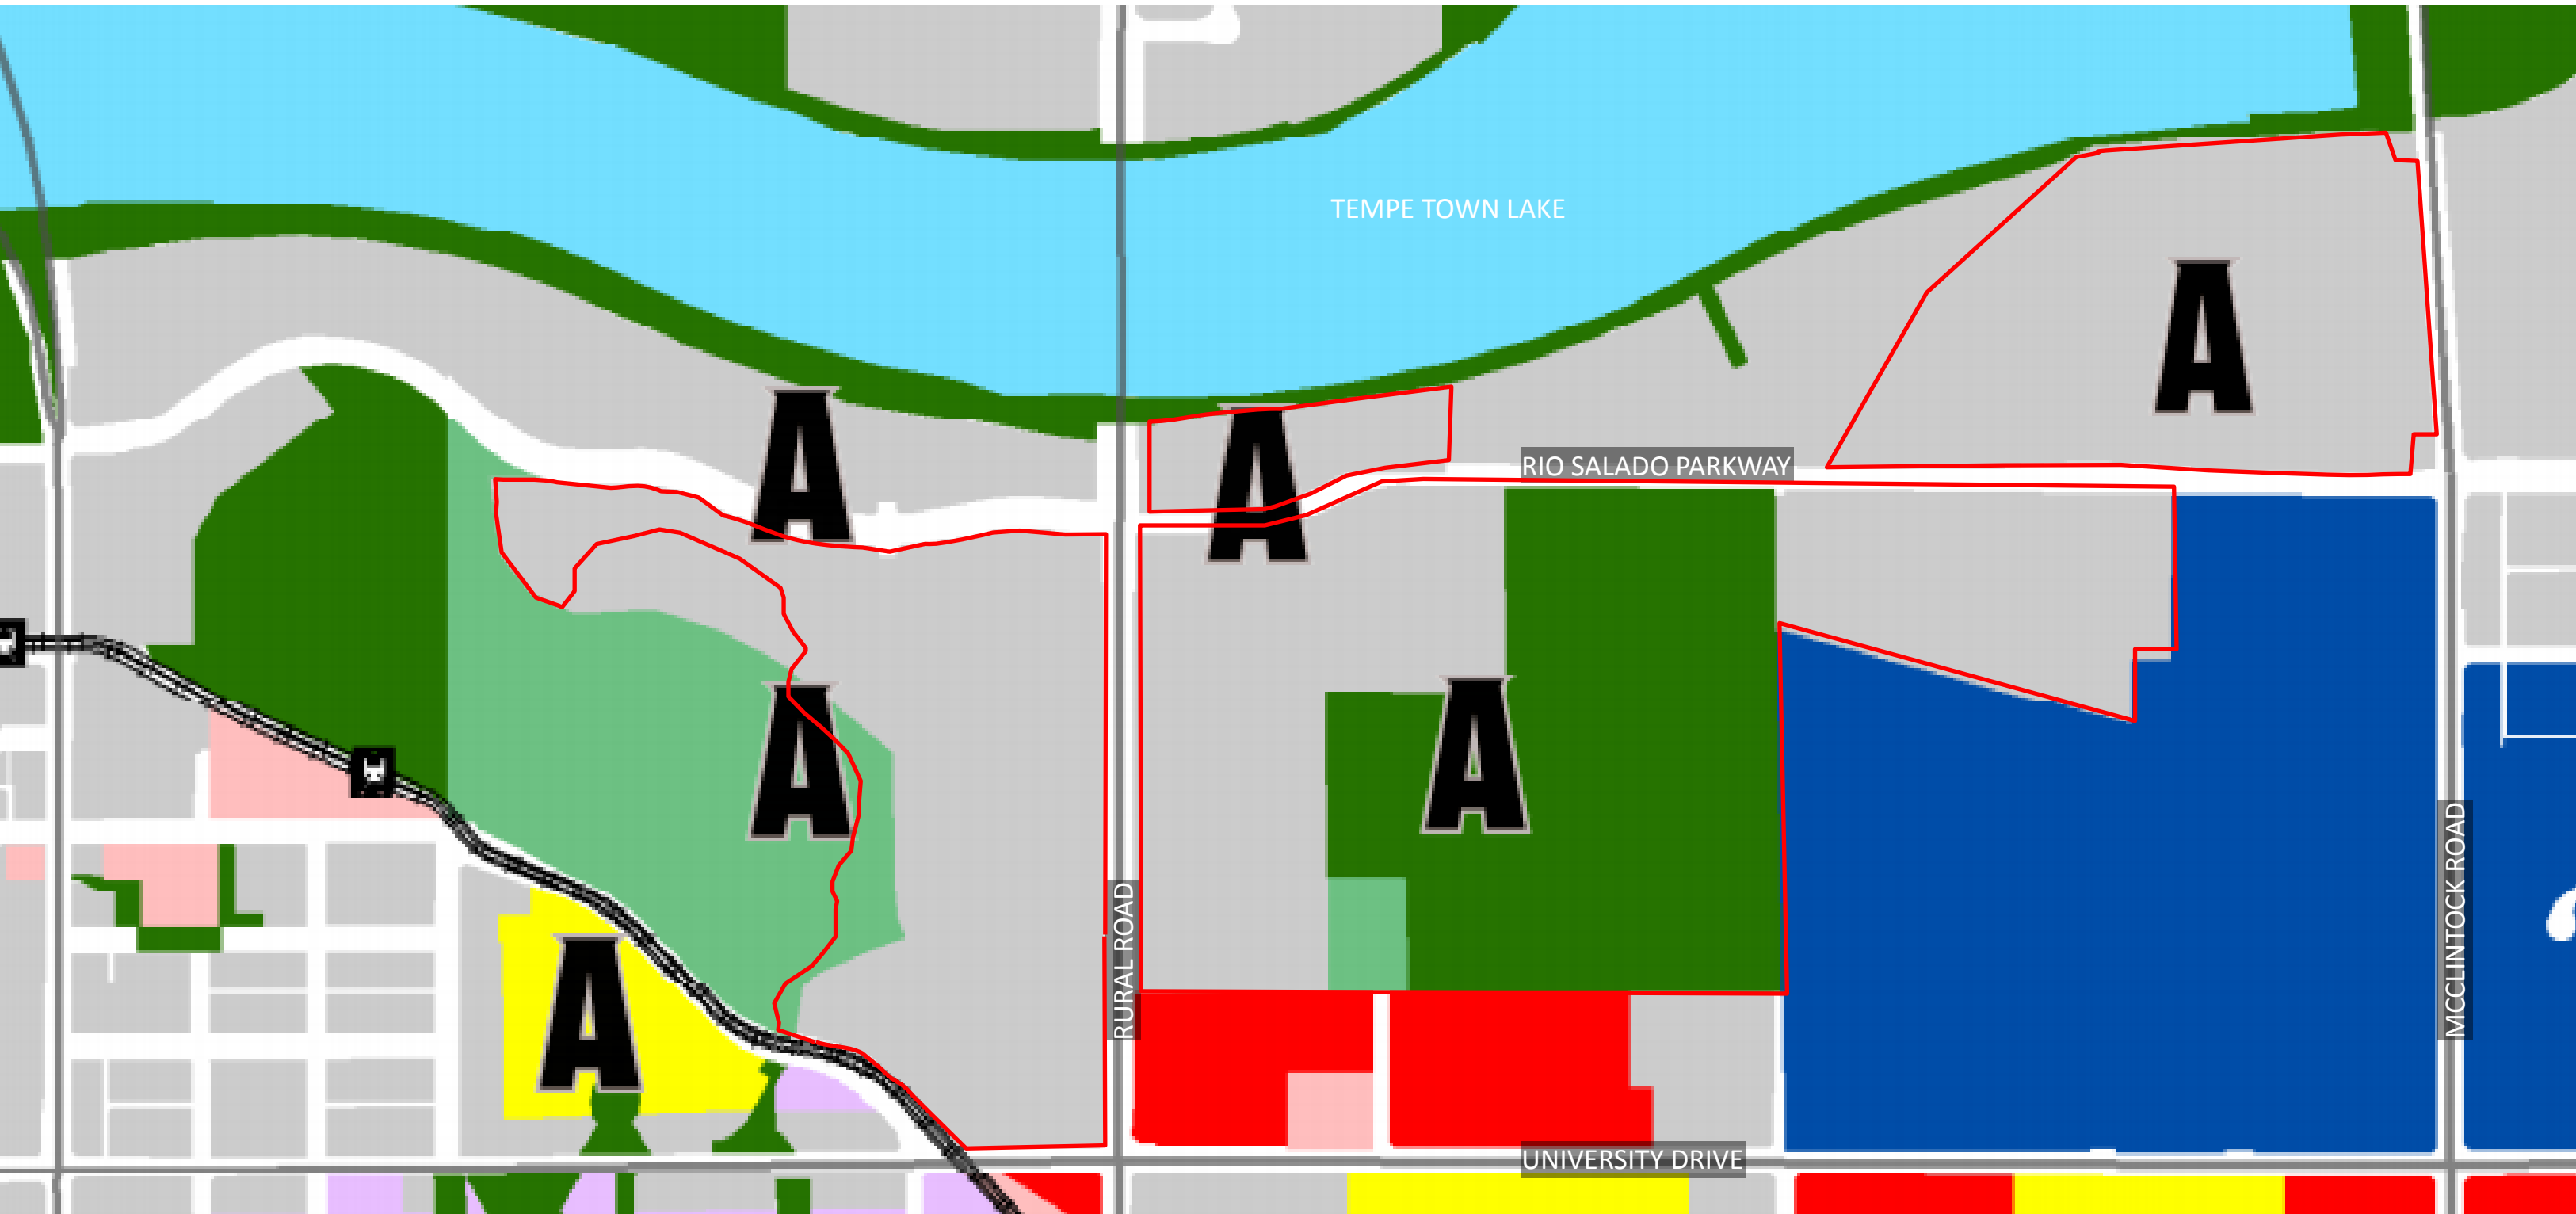 TEMPE TOWN LAKE
A
A
A
RIO SALADO PARKWAY
A
A
A
RURAL ROAD
MCCLINTOCK ROAD
UNIVERSITY DRIVE